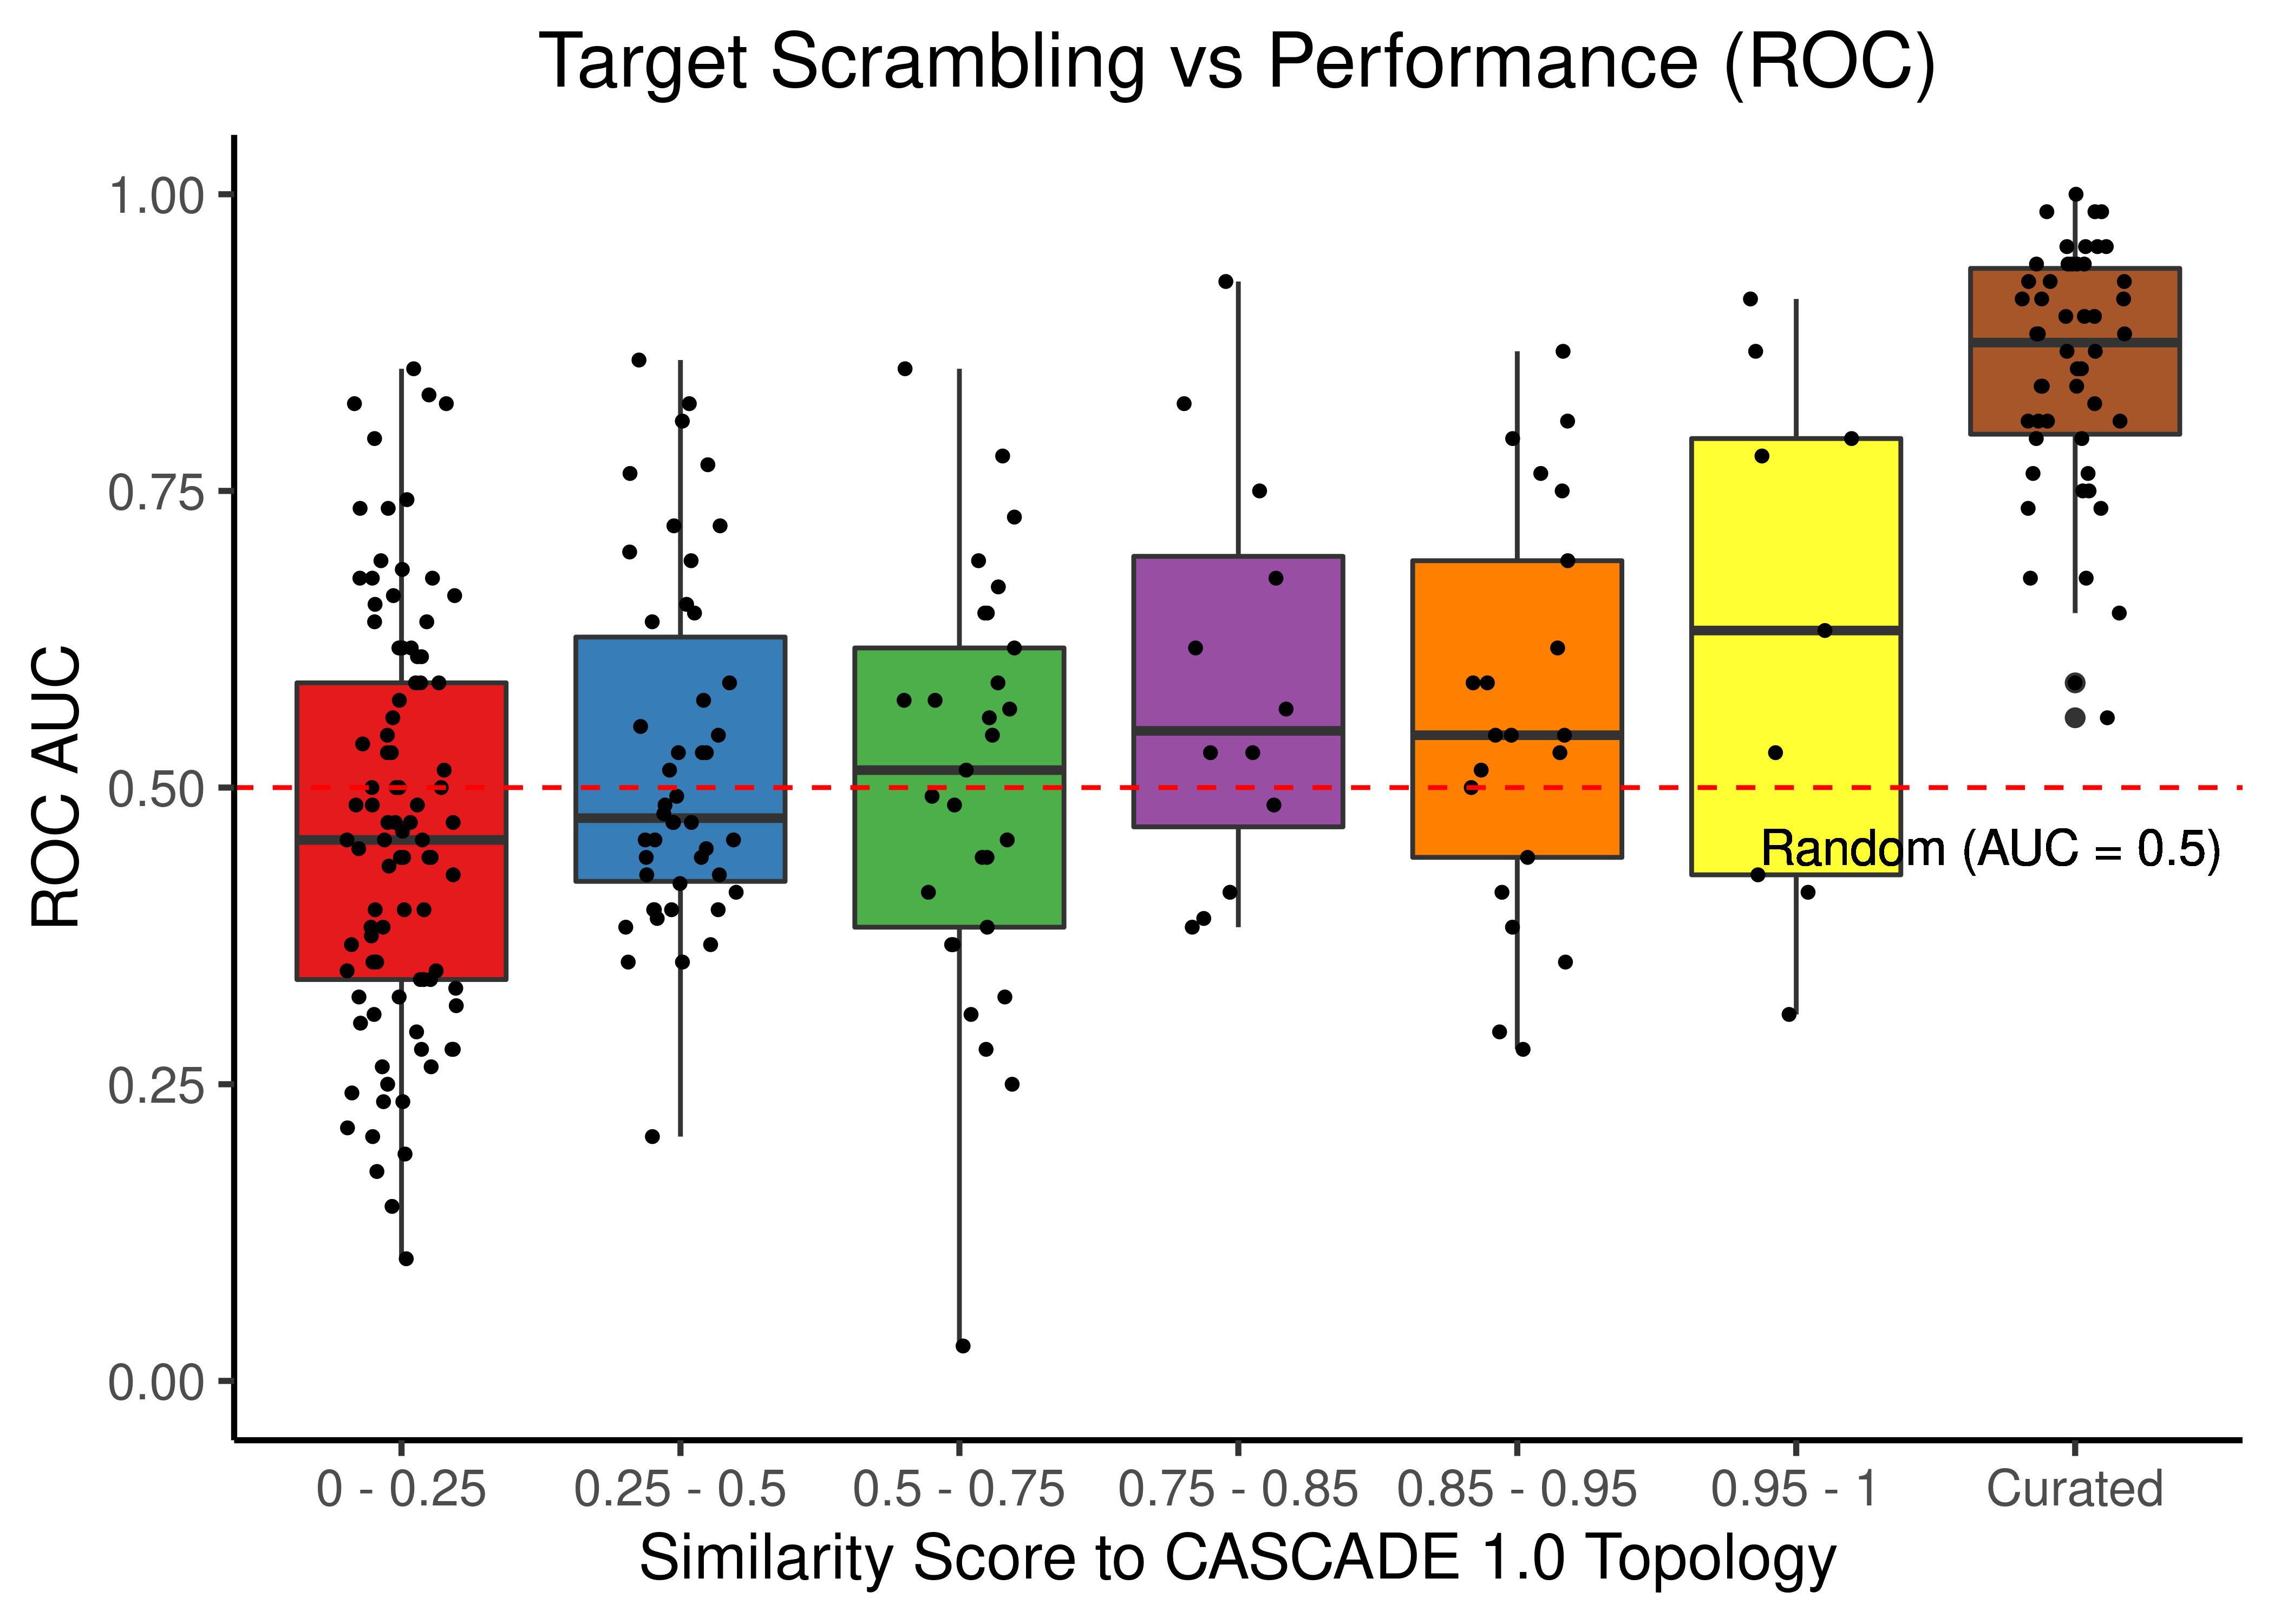 Target Scrambling vs Performance (ROC)
ROC AUC
1.00
0.75
0.50
0.25
0.00
Random (AUC = 0.5)
0 - 0.25 0.25 - 0.5 0.5 - 0.75 0.75 - 0.85 0.85 - 0.95 0.95 - 1 Curated
Similarity Score to CASCADE 1.0 Topology